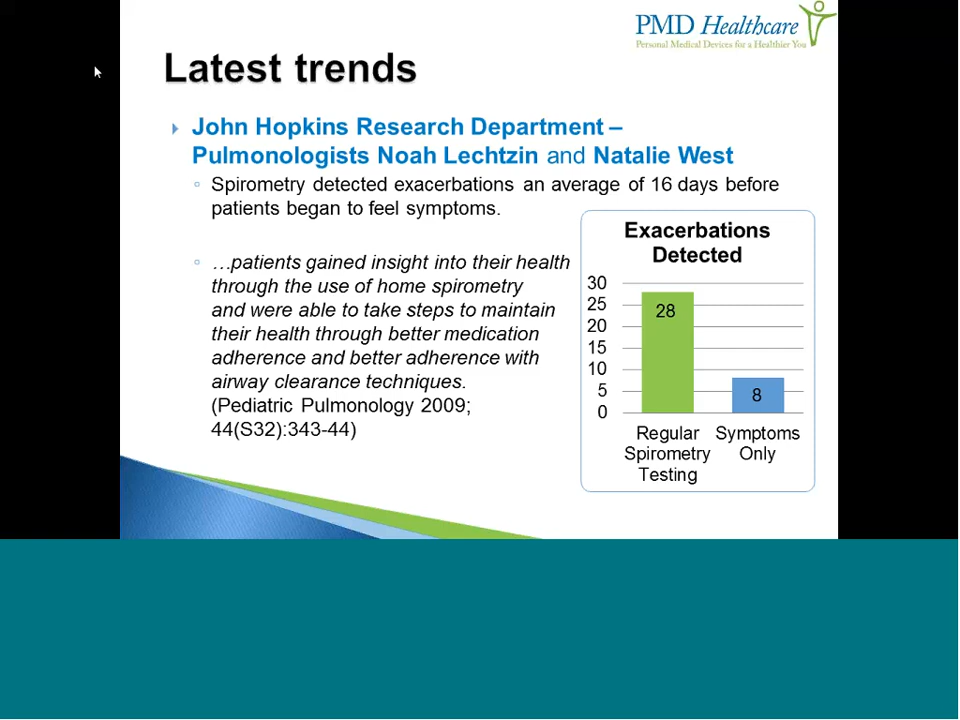 PMD Healthcare
Personal Medical Devices for a Healthier You
Latest trends
John Hopkins Research Department –
Pulmonologists Noah Lechtzin and Natalie West
Spirometry detected exacerbations an average of 16 days before
patients began to feel symptoms.
…patients gained insight into their health
through the use of home spirometry
and were able to take steps to maintain
their health through better medication
adherence and better adherence with
airway clearance techniques.
(Pediatric Pulmonology 2009;
44(S32):343-44)
Exacerbations
Detected
30
25
20
15
10
5
0
28
8
Regular
Spirometry
Testing
Symptoms
Only